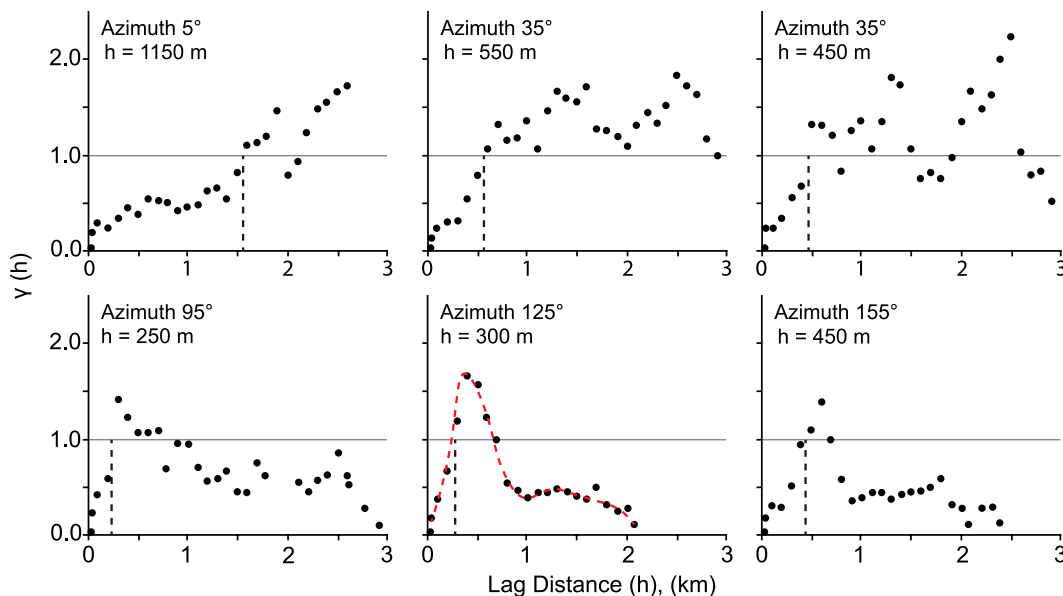 Azimuth 5°
h = 1150 m
2.0
1.0
0.0
0
1
2
3
Azimuth 35°
h = 550 m
0
1
2
3
Azimuth 35°
h = 450 m
0
1
2
3
γ (h)
Azimuth 95°
h = 250 m
2.0
1.0
0.0
0
1
2
3
Azimuth 125°
h = 300 m
0
1
2
3
Azimuth 155°
h = 450 m
0
1
2
3
Lag Distance (h), (km)